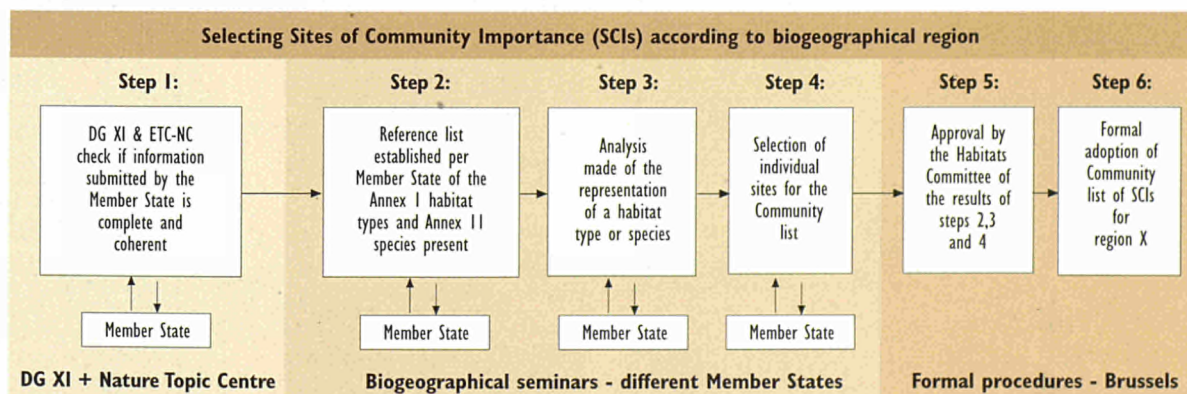 Selecting Sites of Community Importance (SCIs) according to biogeographical region
Step 1:
DG XI & ETC-NC
check if information
submitted by the
Member State is
complete and
coherent
Member State
DG XI + Nature Topic Centre
Step 2:
Reference list
established per
Member State of the
Annex I habitat
types and Annex II
species present
Member State
Step 3:
Analysis
made of the
representation
of a habitat
type or species
Member State
Step 4:
Selection of
individual
sites for the
Community
list
Member State
Biogeographical seminars - different Member States
Step 5:
Approval by
the Habitats
Committee of
the results of
steps 2,3
and 4
Step 6:
Formal
adoption of
Community
list of SCIs
for
region X
Formal procedures - Brussels